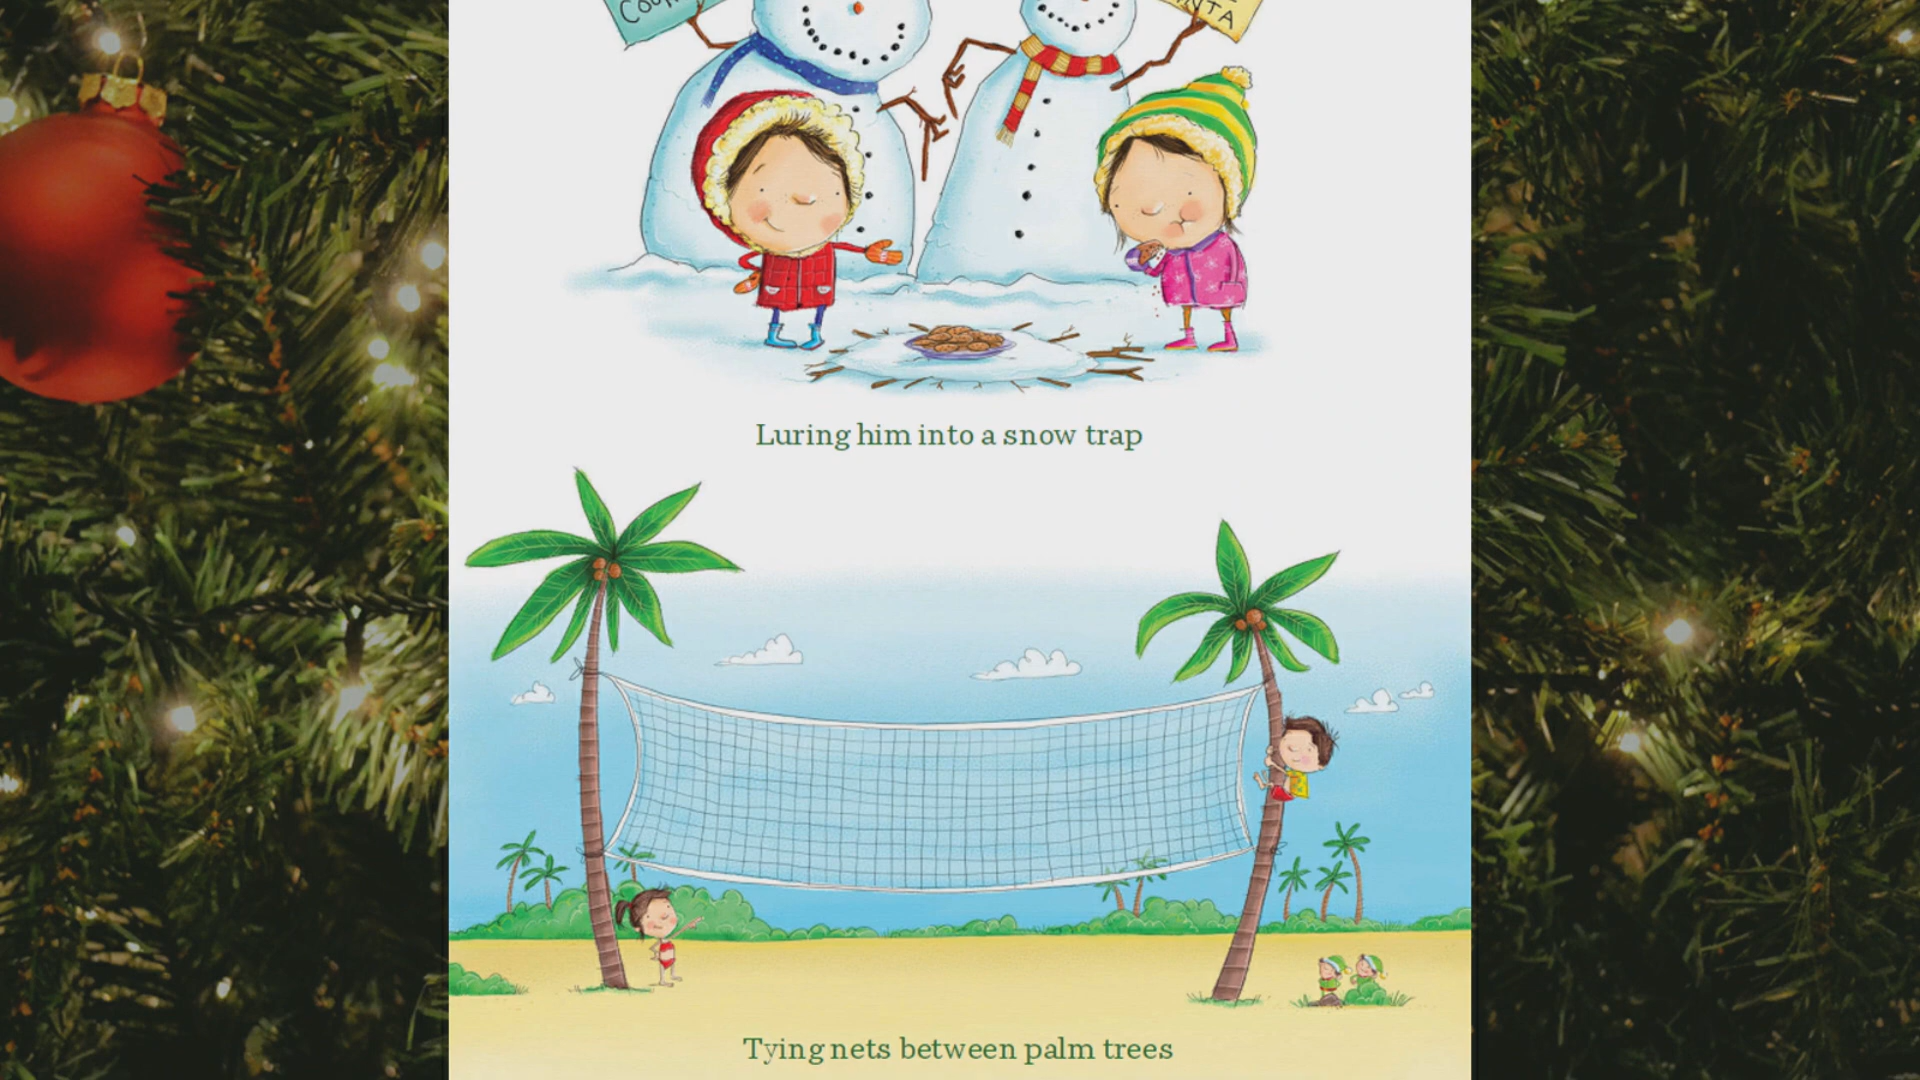 Luring him into a snow trap
Tying nets between palm trees